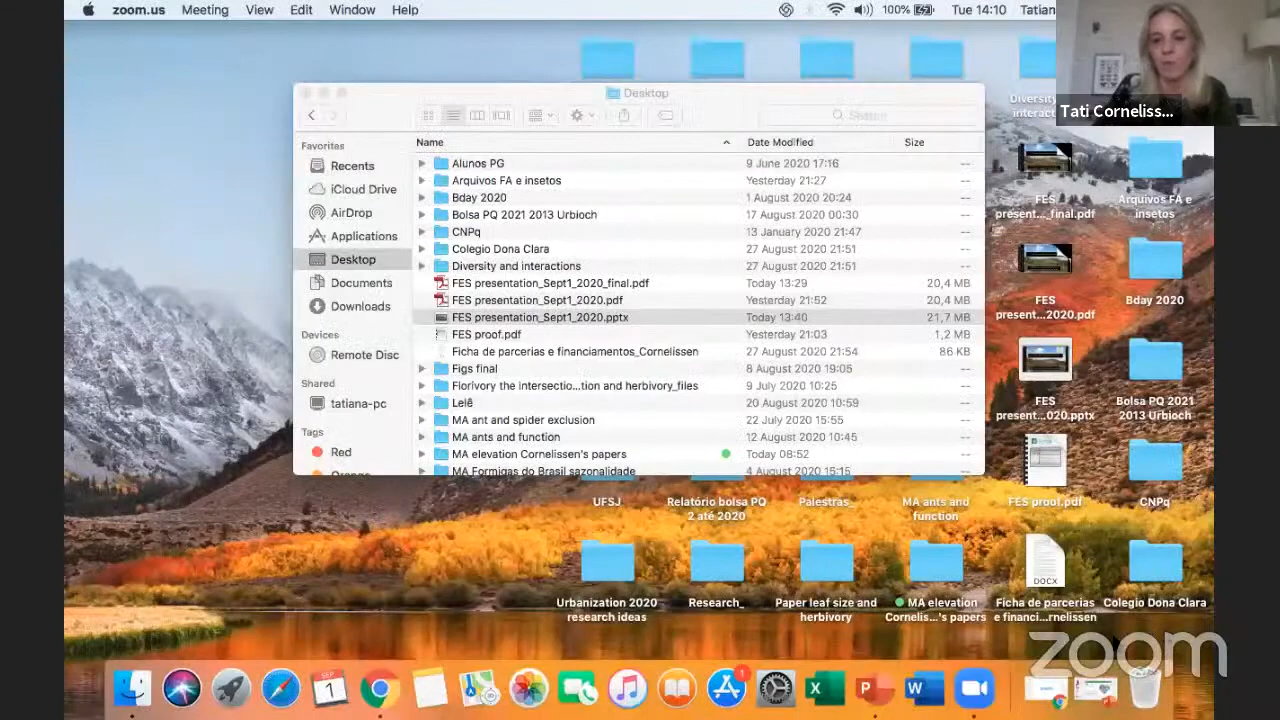 zoom.us Meeting View Edit Window Help 100% Tue 14:10 Tatian
Tati Corneliss...
Desktop
Search
Name Date Modified Size
Favorites
Recents
iCloud Drive
AirDrop
Applications
Desktop
Documents
Downloads
Devices
Remote Disc
Shared
tatiana-pc
Tags
Red
Orange
Alunos PG 9 June 2020 17:16 --
Arquivos FA e insetos Yesterday 21:27 --
Bday 2020 1 August 2020 20:24 --
Bolsa PQ 2021 2013 Urbioch 17 August 2020 00:30 --
CNPq 13 January 2020 21:47 --
Colegio Dona Clara 27 August 2020 21:51 --
Diversity and interactions 27 August 2020 21:51 --
FES presentation_Sept1_2020_final.pdf Today 13:29 20,4 MB
FES presentation_Sept1_2020.pdf Yesterday 21:52 20,4 MB
FES presentation_Sept1_2020.pptx Today 13:40 21,7 MB
FES proof.pdf Yesterday 21:03 1,2 MB
Ficha de parcerias e financiamentos_Cornelissen 27 August 2020 21:54 86 KB
Figs final 8 August 2020 19:05 --
Florivory the intersectio...tion and herbivory_files 9 July 2020 10:25 --
Lelê 20 August 2020 10:59 --
MA ant and spider exclusion 22 July 2020 15:55 --
MA ants and function 12 August 2020 10:45 --
MA elevation Cornelissen's papers Today 08:52 --
MA Formigas do Brasil sazonalidade 4 August 2020 15:15 --
Diversity
interact
FES
present..._final.pdf
Arquivos FA e
insetos
FES
present...2020.pdf
Bday 2020
FES
present...020.pptx
Bolsa PQ 2021
2013 Urbioch
UFSJ
Relatório bolsa PQ
2 até 2020
Palestras_
MA ants and
function
FES proof.pdf
CNPq
DOCX
Urbanization 2020
research ideas
Research_
Paper leaf size and
herbivory
MA elevation
Cornelis...'s papers
Ficha de parcerias
e financi...rnelissen
Colegio Dona Clara
zoom
SEP
1
1
X
P
W